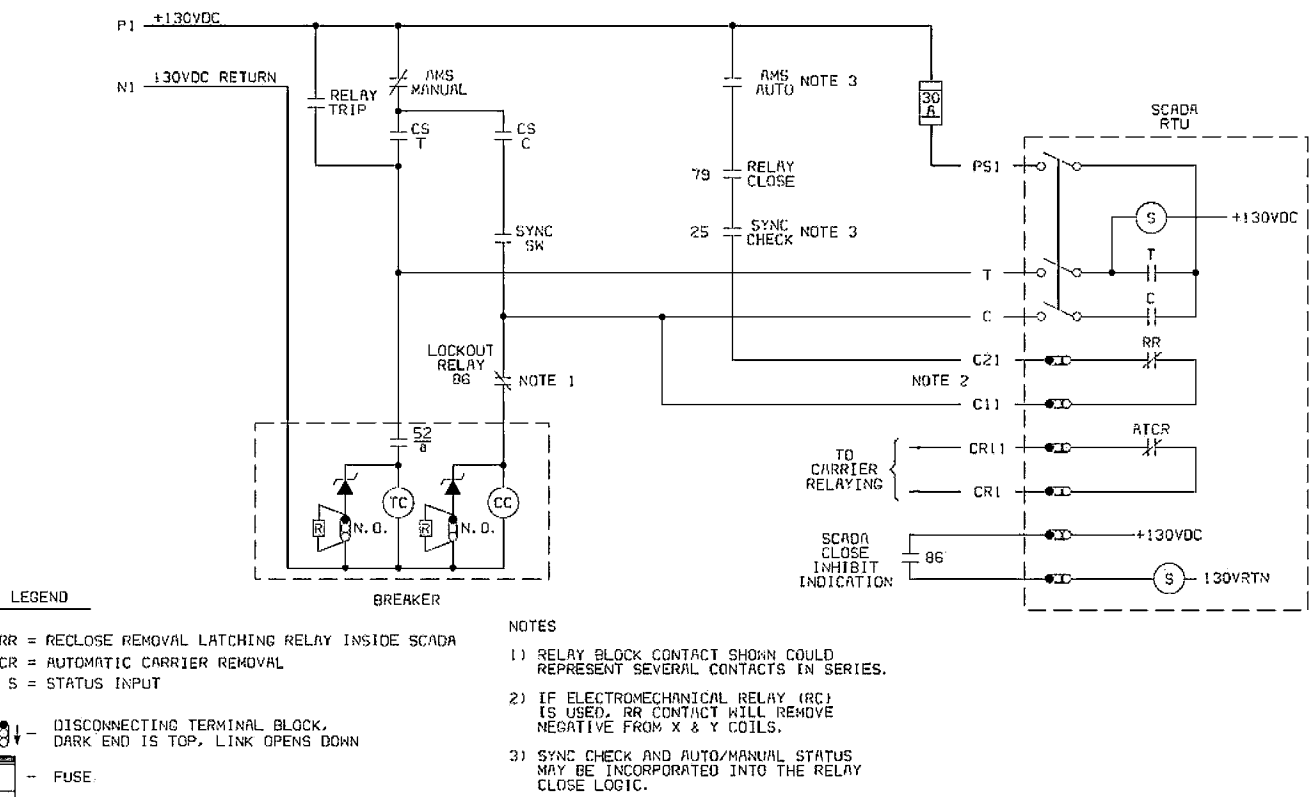 P1 +130VDC
N1 130VDC RETURN
RELAY
TRIP
AMS
MANUAL
CS
T
CS
C
SYNC
SW
AMS
AUTO NOTE 3
79 RELAY
CLOSE
25 SYNC
CHECK NOTE 3
30
A
SCADA
RTU
PS1
S
+130VDC
T
T
C
C
LOCKOUT
RELAY
86
NOTE 1
C21
RR
NOTE 2
C11
52
a
TC
CC
R
N.O.
R
N.O.
BREAKER
TO
CARRIER
RELAYING
CR11
ATCR
CR1
SCADA
CLOSE
INHIBIT
INDICATION
86
+130VDC
S
130VRTN
LEGEND
RR = RECLOSE REMOVAL LATCHING RELAY INSIDE SCADA
CR = AUTOMATIC CARRIER REMOVAL
S = STATUS INPUT
- DISCONNECTING TERMINAL BLOCK,
DARK END IS TOP, LINK OPENS DOWN
- FUSE.
NOTES
1) RELAY BLOCK CONTACT SHOWN COULD
REPRESENT SEVERAL CONTACTS IN SERIES.
2) IF ELECTROMECHANICAL RELAY (RC)
IS USED, RR CONTACT WILL REMOVE
NEGATIVE FROM X & Y COILS.
3) SYNC CHECK AND AUTO/MANUAL STATUS
MAY BE INCORPORATED INTO THE RELAY
CLOSE LOGIC.